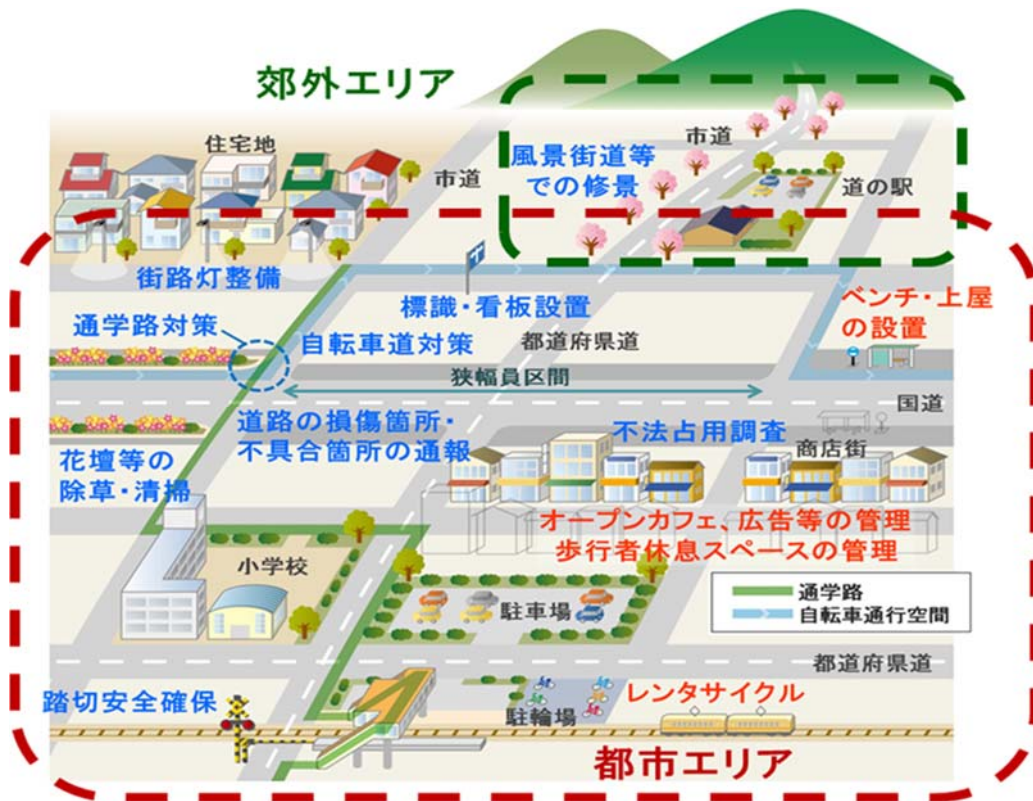 郊外エリア
住宅地
市道
市道
風景街道等
での修景
道の駅
街路灯整備
標識・看板設置
ベンチ・上屋
の設置
通学路対策
自転車道対策
都道府県道
狭幅員区間
国道
道路の損傷箇所・
不具合箇所の通報
不法占用調査
商店街
花壇等の
除草・清掃
オープンカフェ、広告等の管理
歩行者休息スペースの管理
小学校
駐車場
通学路
自転車通行空間
都道府県道
踏切安全確保
駐輪場
レンタサイクル
都市エリア